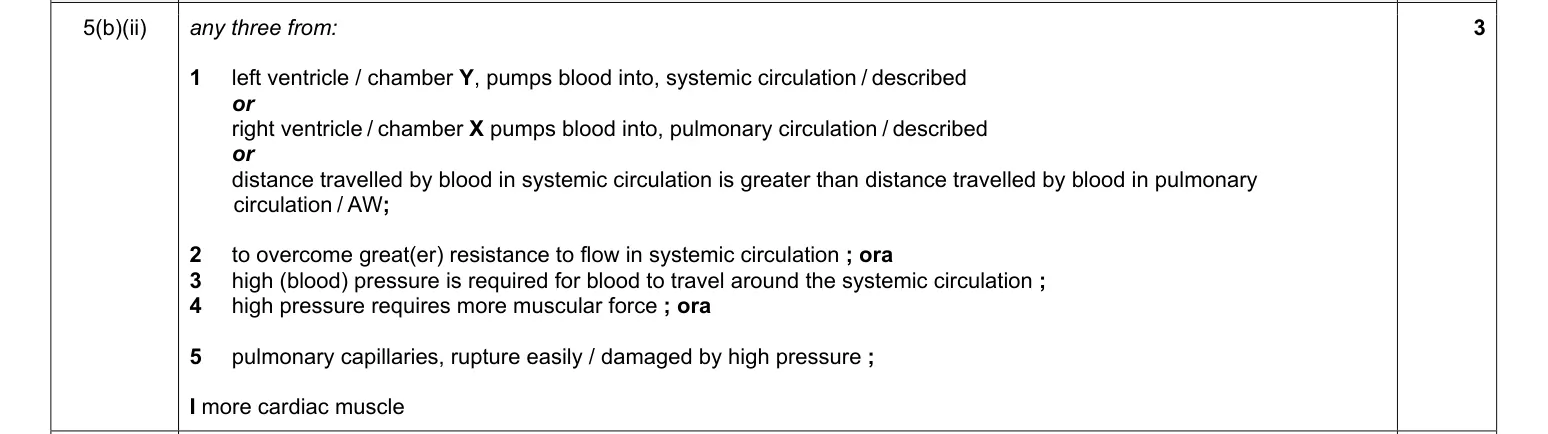 5(b)(ii) any three from: 3
1 left ventricle / chamber Y, pumps blood into, systemic circulation / described
or
right ventricle / chamber X pumps blood into, pulmonary circulation / described
or
distance travelled by blood in systemic circulation is greater than distance travelled by blood in pulmonary
circulation / AW;
2 to overcome great(er) resistance to flow in systemic circulation ; ora
3 high (blood) pressure is required for blood to travel around the systemic circulation ;
4 high pressure requires more muscular force ; ora
5 pulmonary capillaries, rupture easily / damaged by high pressure ;
I more cardiac muscle